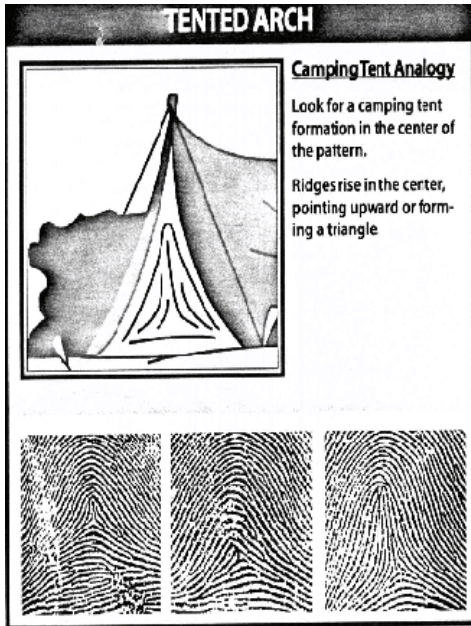 TENTED ARCH
Camping Tent Analogy
Look for a camping tent
formation in the center of
the pattern.
Ridges rise in the center,
pointing upward or form-
ing a triangle